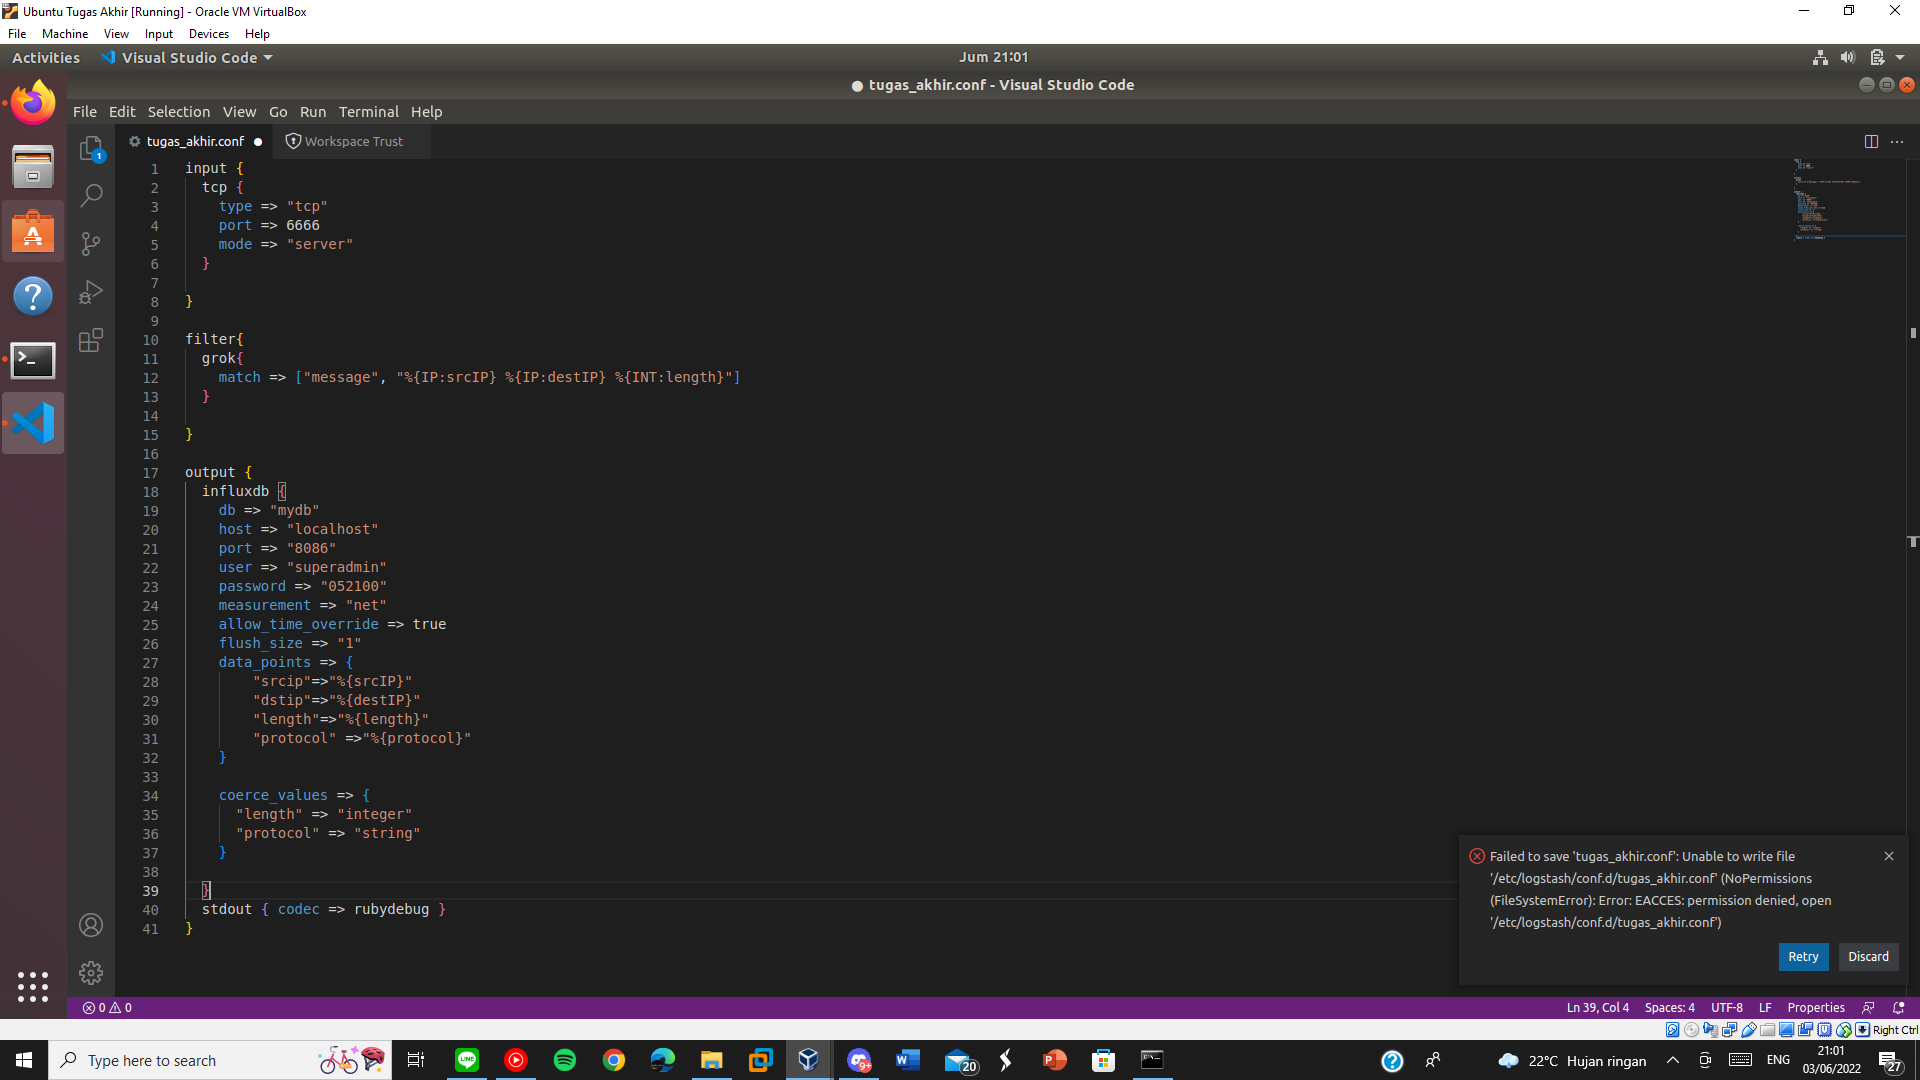 Ubuntu Tugas Akhir [Running] - Oracle VM VirtualBox
File Machine View Input Devices Help
Activities Visual Studio Code Jum 21:01
● tugas_akhir.conf - Visual Studio Code
File Edit Selection View Go Run Terminal Help
tugas_akhir.conf ● Workspace Trust
1 input {
2 tcp {
3 type => "tcp"
4 port => 6666
5 mode => "server"
6 }
7
8 }
9
10 filter{
11 grok{
12 match => ["message", "%{IP:srcIP} %{IP:destIP} %{INT:length}"]
13 }
14
15 }
16
17 output {
18 influxdb {
19 db => "mydb"
20 host => "localhost"
21 port => "8086"
22 user => "superadmin"
23 password => "052100"
24 measurement => "net"
25 allow_time_override => true
26 flush_size => "1"
27 data_points => {
28 "srcip"=>"%{srcIP}"
29 "dstip"=>"%{destIP}"
30 "length"=>"%{length}"
31 "protocol" =>"%{protocol}"
32 }
33
34 coerce_values => {
35 "length" => "integer"
36 "protocol" => "string"
37 }
38
39 }
40 stdout { codec => rubydebug }
41 }
1
Failed to save 'tugas_akhir.conf': Unable to write file
'/etc/logstash/conf.d/tugas_akhir.conf' (NoPermissions
(FileSystemError): Error: EACCES: permission denied, open
'/etc/logstash/conf.d/tugas_akhir.conf')
Retry Discard
0 0 Ln 39, Col 4 Spaces: 4 UTF-8 LF Properties
Right Ctrl
Type here to search 9+ 20 22°C Hujan ringan ENG 21:01
03/06/2022 27